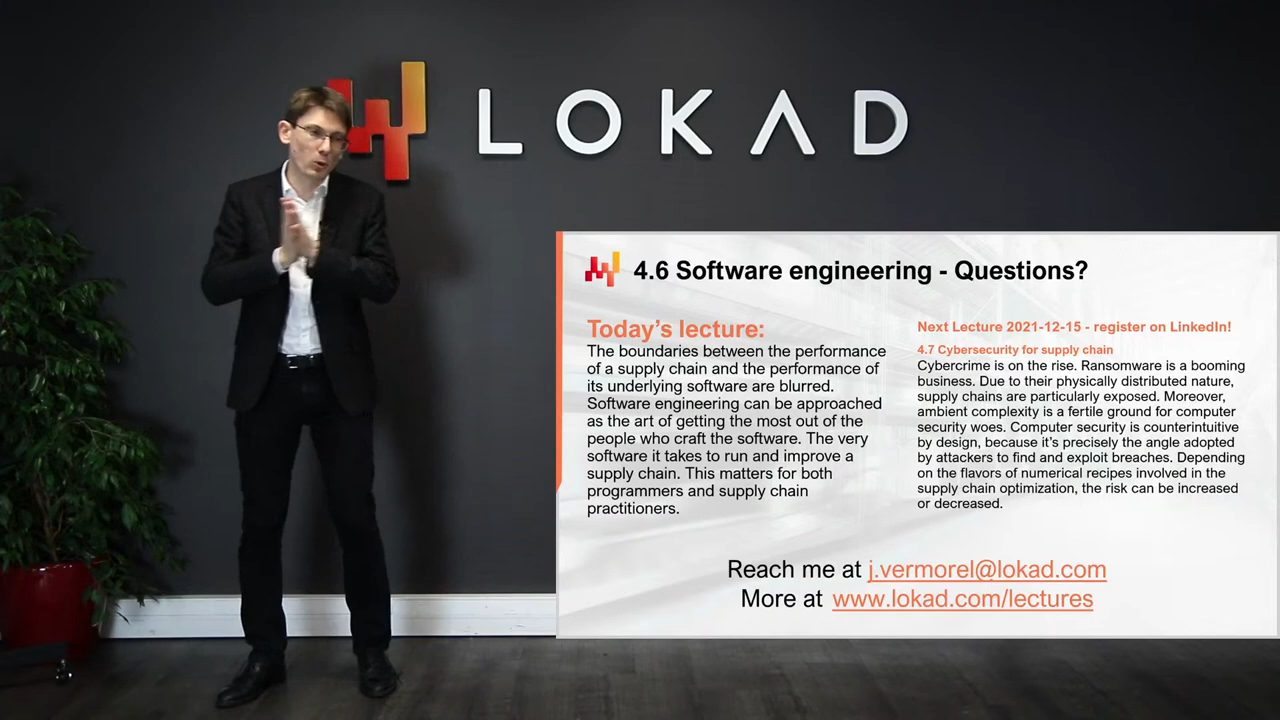 LOKAD
4.6 Software engineering - Questions?
Today's lecture:
The boundaries between the performance
of a supply chain and the performance of
its underlying software are blurred.
Software engineering can be approached
as the art of getting the most out of the
people who craft the software. The very
software it takes to run and improve a
supply chain. This matters for both
programmers and supply chain
practitioners.
Next Lecture 2021-12-15 - register on LinkedIn!
4.7 Cybersecurity for supply chain
Cybercrime is on the rise. Ransomware is a booming
business. Due to their physically distributed nature,
supply chains are particularly exposed. Moreover,
ambient complexity is a fertile ground for computer
security woes. Computer security is counterintuitive
by design, because it's precisely the angle adopted
by attackers to find and exploit breaches. Depending
on the flavors of numerical recipes involved in the
supply chain optimization, the risk can be increased
or decreased.
Reach me at j.vermorel@lokad.com
More at www.lokad.com/lectures